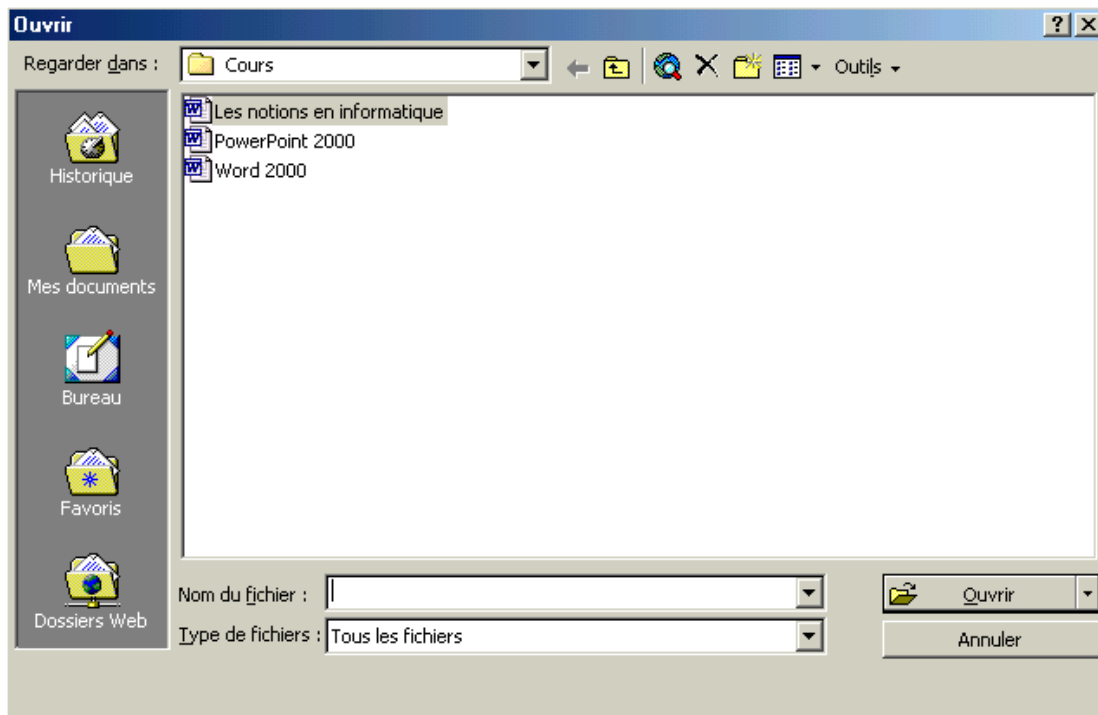 Ouvrir
Regarder dans :
Cours
Outils
Les notions en informatique
PowerPoint 2000
Word 2000
Historique
Mes documents
Bureau
Favoris
Dossiers Web
Nom du fichier :
Ouvrir
Type de fichiers :
Tous les fichiers
Annuler